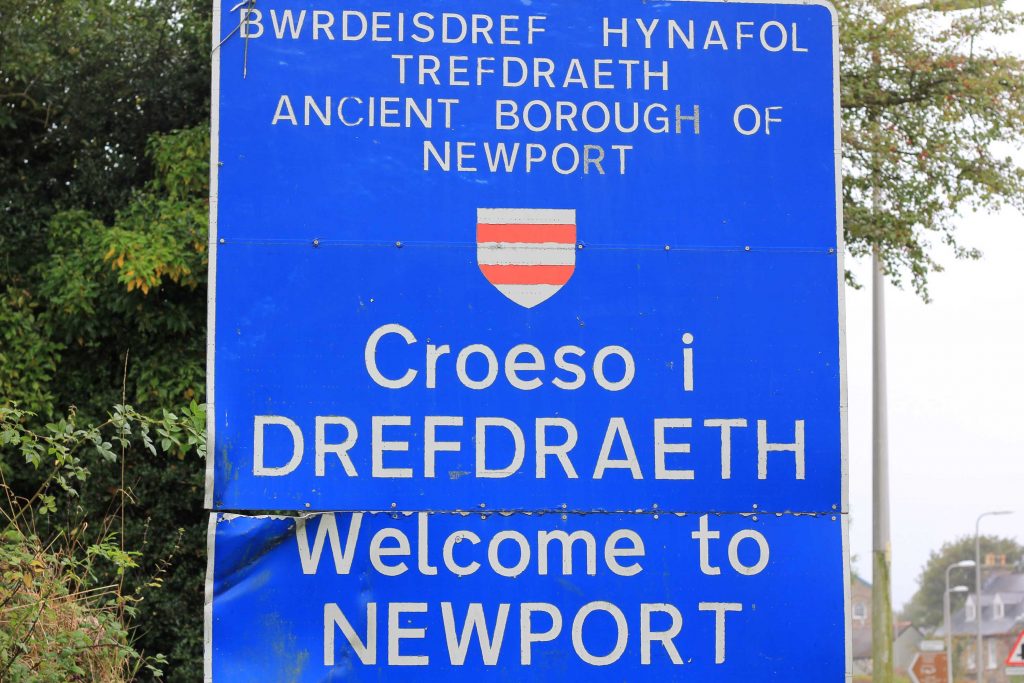 BWRDEISDREF HYNAFOL
TREFDRAETH
ANCIENT BOROUGH OF
NEWPORT
Croeso i
DREFDRAETH
Welcome to
NEWPORT